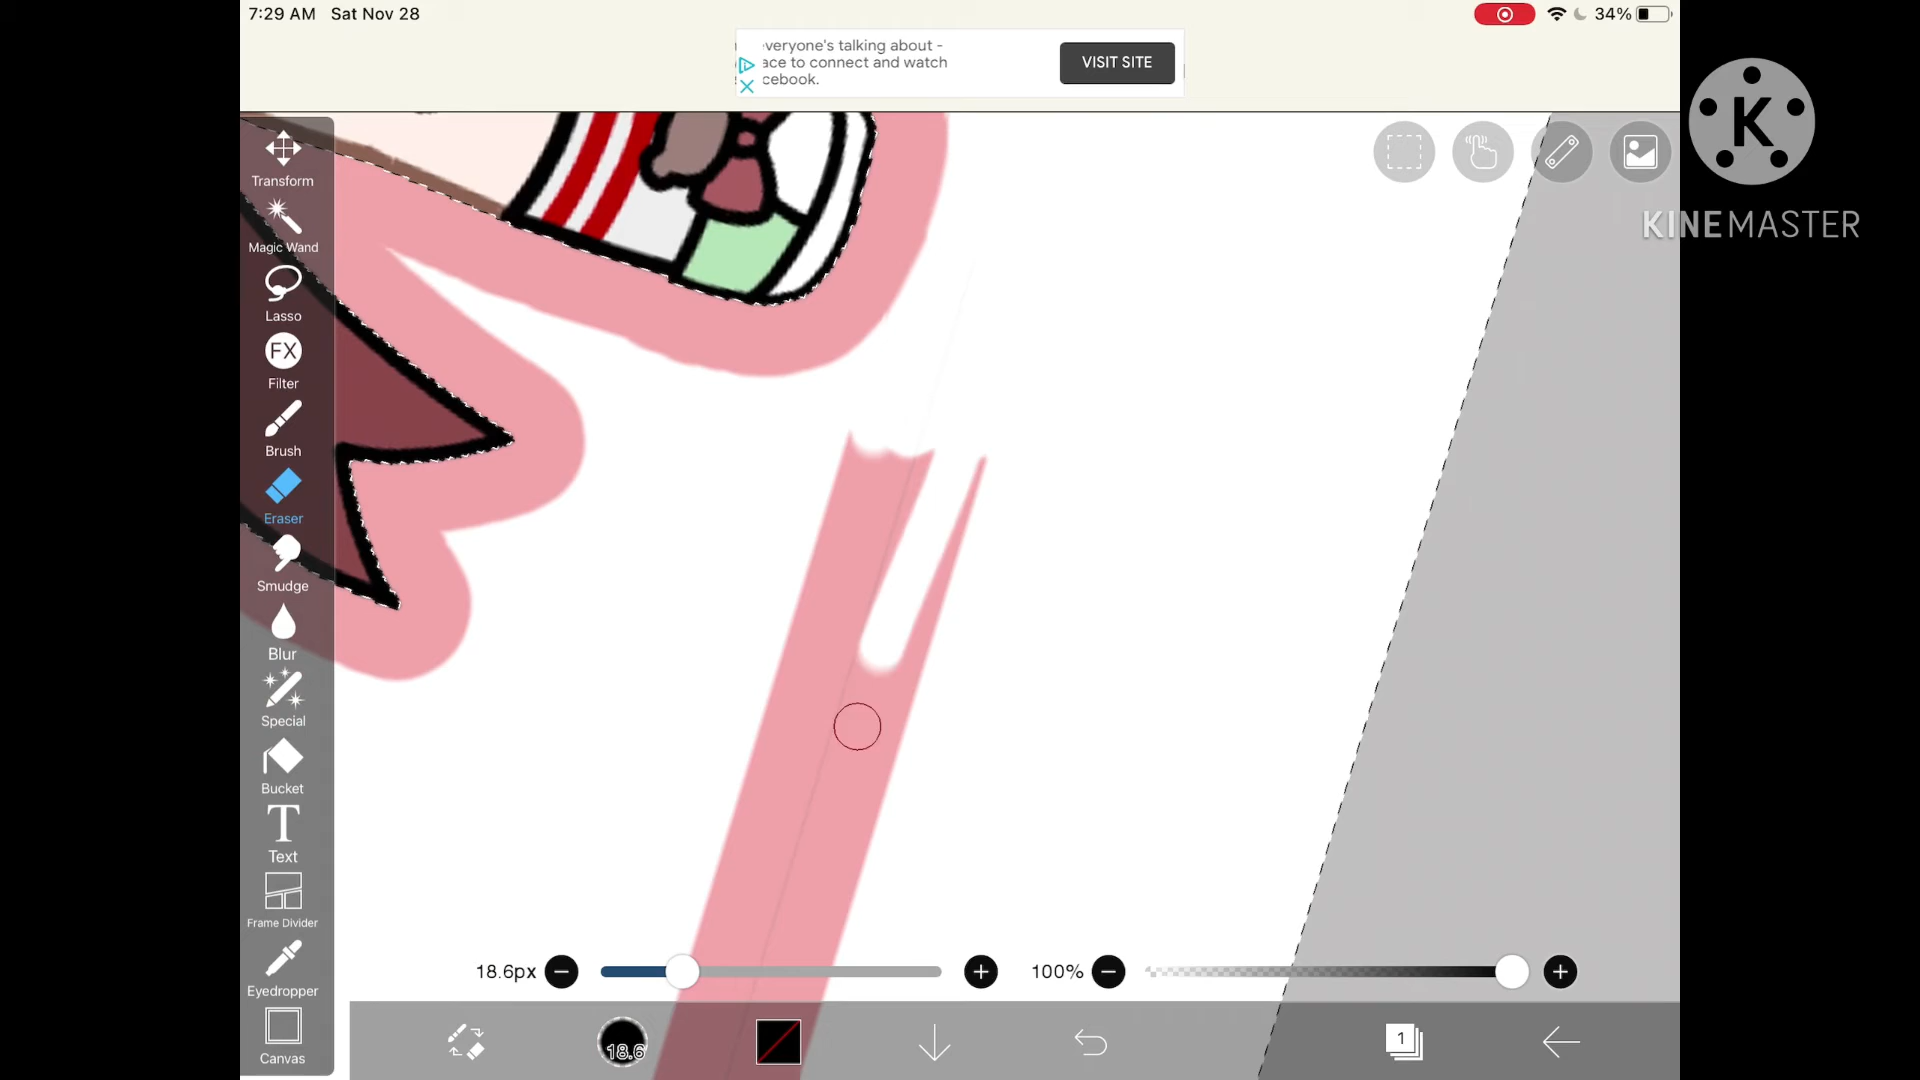 7:29 AM Sat Nov 28
34%
everyone's talking about -
ace to connect and watch
cebook.
VISIT SITE
KINEMASTER
Transform
Magic Wand
Lasso
FX
Filter
Brush
Eraser
Smudge
Blur
Special
Bucket
T
Text
Frame Divider
Eyedropper
Canvas
18.6px
100%
18.6
1